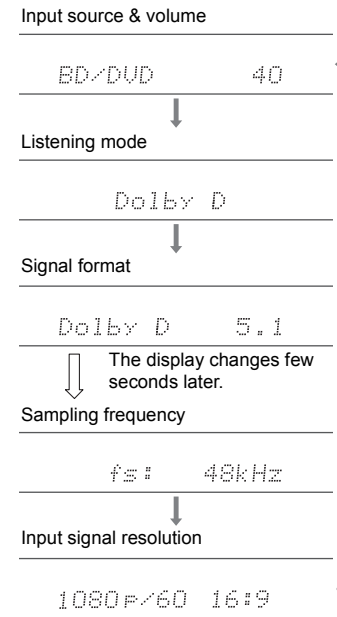 Input source & volume
BD/DVD 40
Listening mode
Dolby D
Signal format
Dolby D 5.1
The display changes few
seconds later.
Sampling frequency
fs: 48kHz
Input signal resolution
1080p/60 16:9